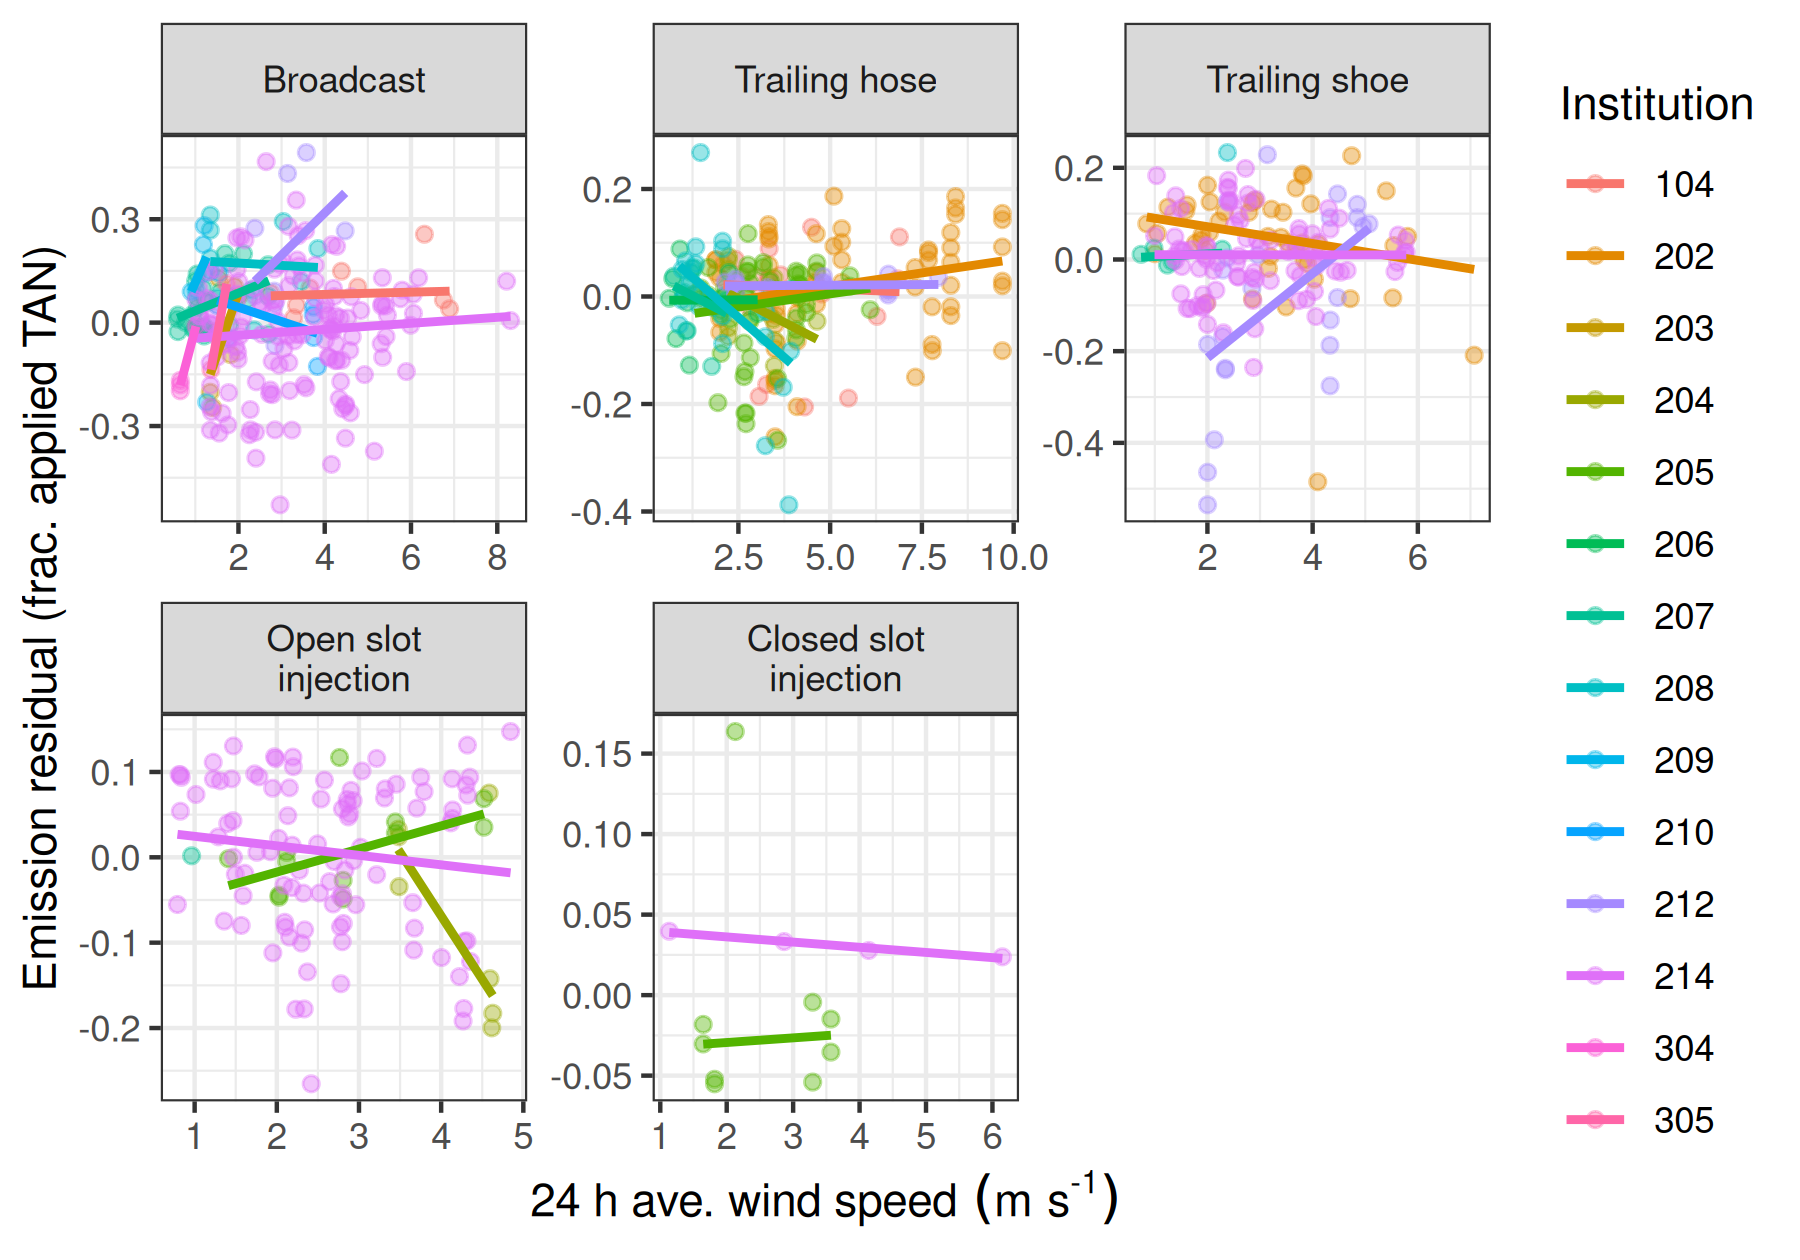 Broadcast
Trailing hose
Trailing shoe
0.3
0.0
-0.3
2 4 6 8
0.2
0.0
-0.2
-0.4
2.5 5.0 7.5 10.0
0.2
0.0
-0.2
-0.4
2 4 6
Open slot
injection
Closed slot
injection
0.1
0.0
-0.1
-0.2
1 2 3 4 5
0.15
0.10
0.05
0.00
-0.05
1 2 3 4 5 6
Emission residual (frac. applied TAN)
24 h ave. wind speed (m s-1)
Institution
104
202
203
204
205
206
207
208
209
210
212
214
304
305